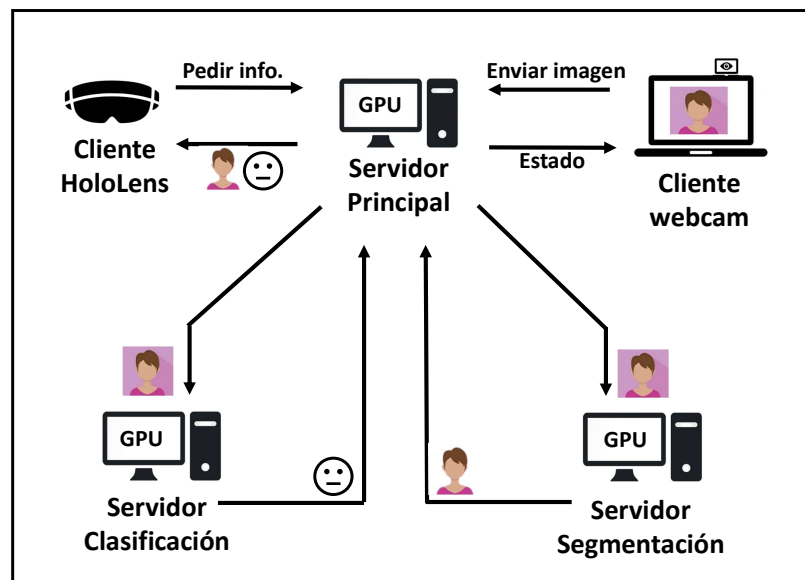 Pedir info.
GPU
Enviar imagen
Cliente
HoloLens
Servidor
Principal
Estado
Cliente
webcam
GPU
Servidor
Clasificación
GPU
Servidor
Segmentación